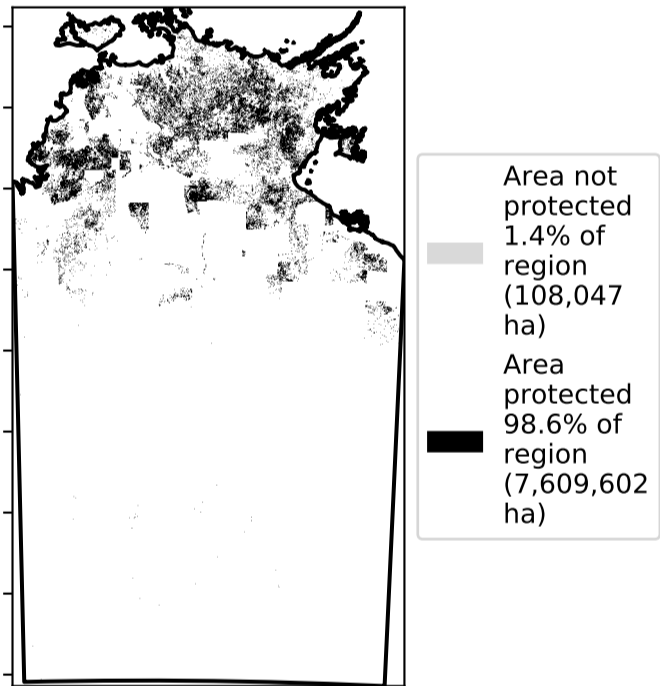 Area not
protected
1.4% of
region
(108,047
ha)
Area
protected
98.6% of
region
(7,609,602
ha)